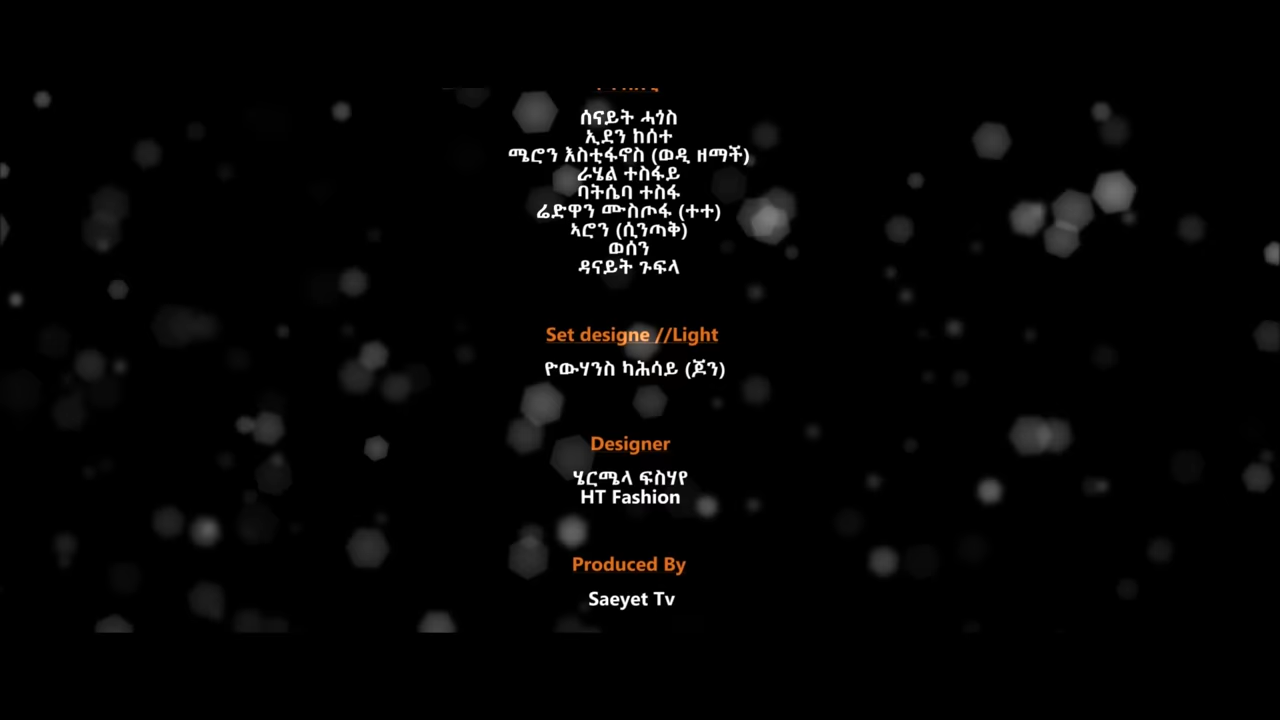 ሰናይት ሓጎስ
ኢደን ከሰተ
ሜሮን እስቲፋኖስ (ወዲ ዘማች)
ራሄል ተስፋይ
ባትሴባ ተስፋ
ሬድዋን ሙስጦፋ (ተተ)
ኣሮን (ሲንጣቅ)
ወሰን
ዳናይት ጉፍላ
Set designe //Light
ዮውሃንስ ካሕሳይ (ጆን)
Designer
ሄርሜላ ፍስሃየ
HT Fashion
Produced By
Saeyet Tv